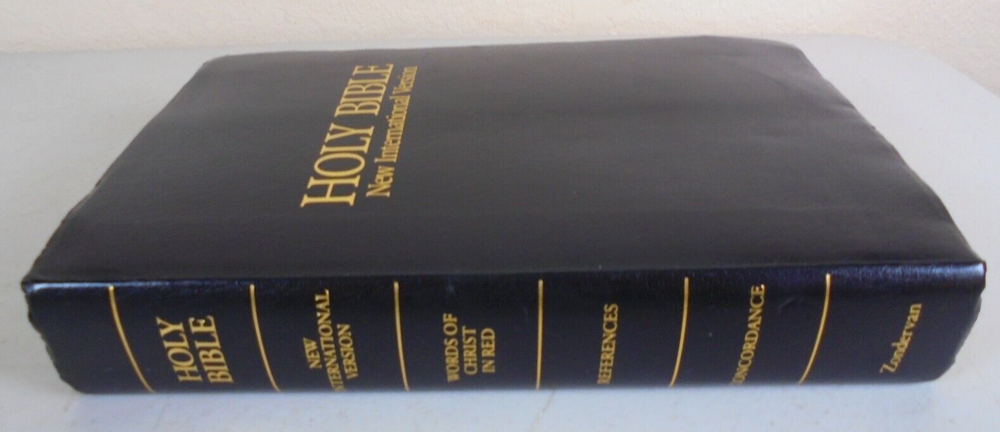 HOLY BIBLE
New International Version
HOLY
BIBLE
NEW
INTERNATIONAL
VERSION
WORDS OF
CHRIST
IN RED
REFERENCES
CONCORDANCE
Zondervan